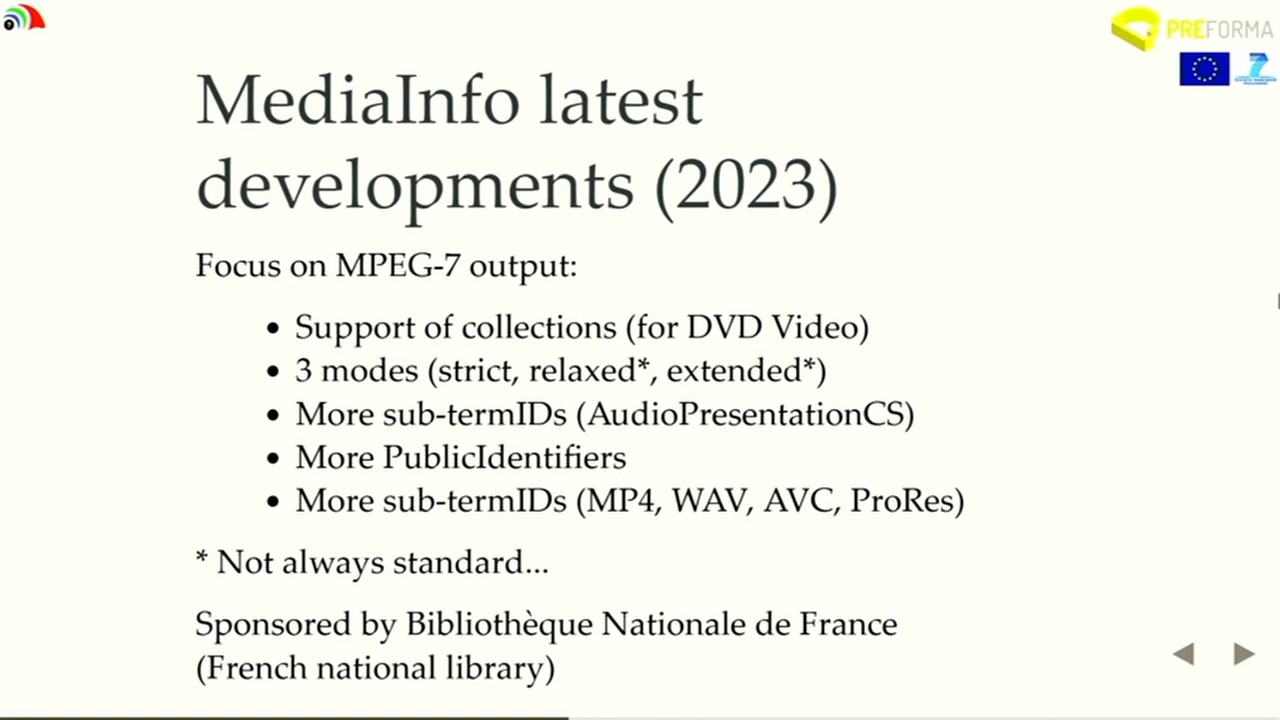 PREFORMA
MediaInfo latest
developments (2023)
Focus on MPEG-7 output:
• Support of collections (for DVD Video)
• 3 modes (strict, relaxed*, extended*)
• More sub-termIDs (AudioPresentationCS)
• More PublicIdentifiers
• More sub-termIDs (MP4, WAV, AVC, ProRes)
* Not always standard...
Sponsored by Bibliothèque Nationale de France
(French national library)